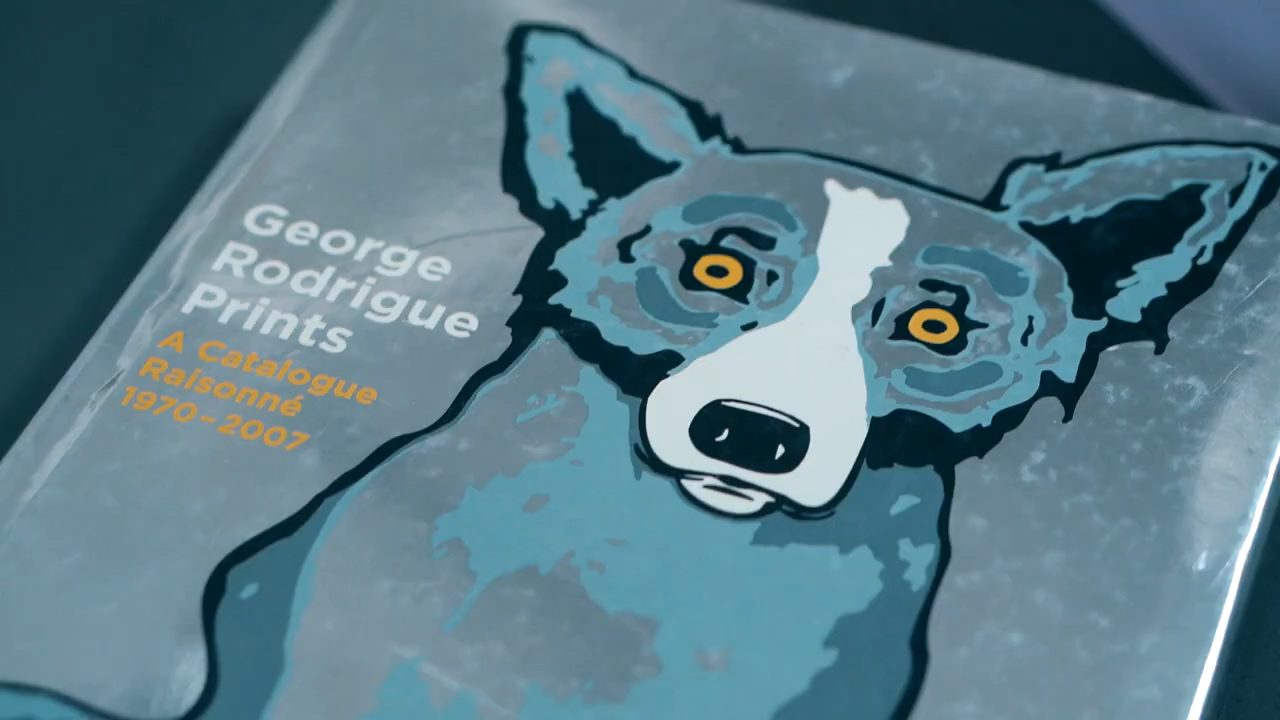 George
Rodrigue
Prints
A Catalogue
Raisonné
1970–2007